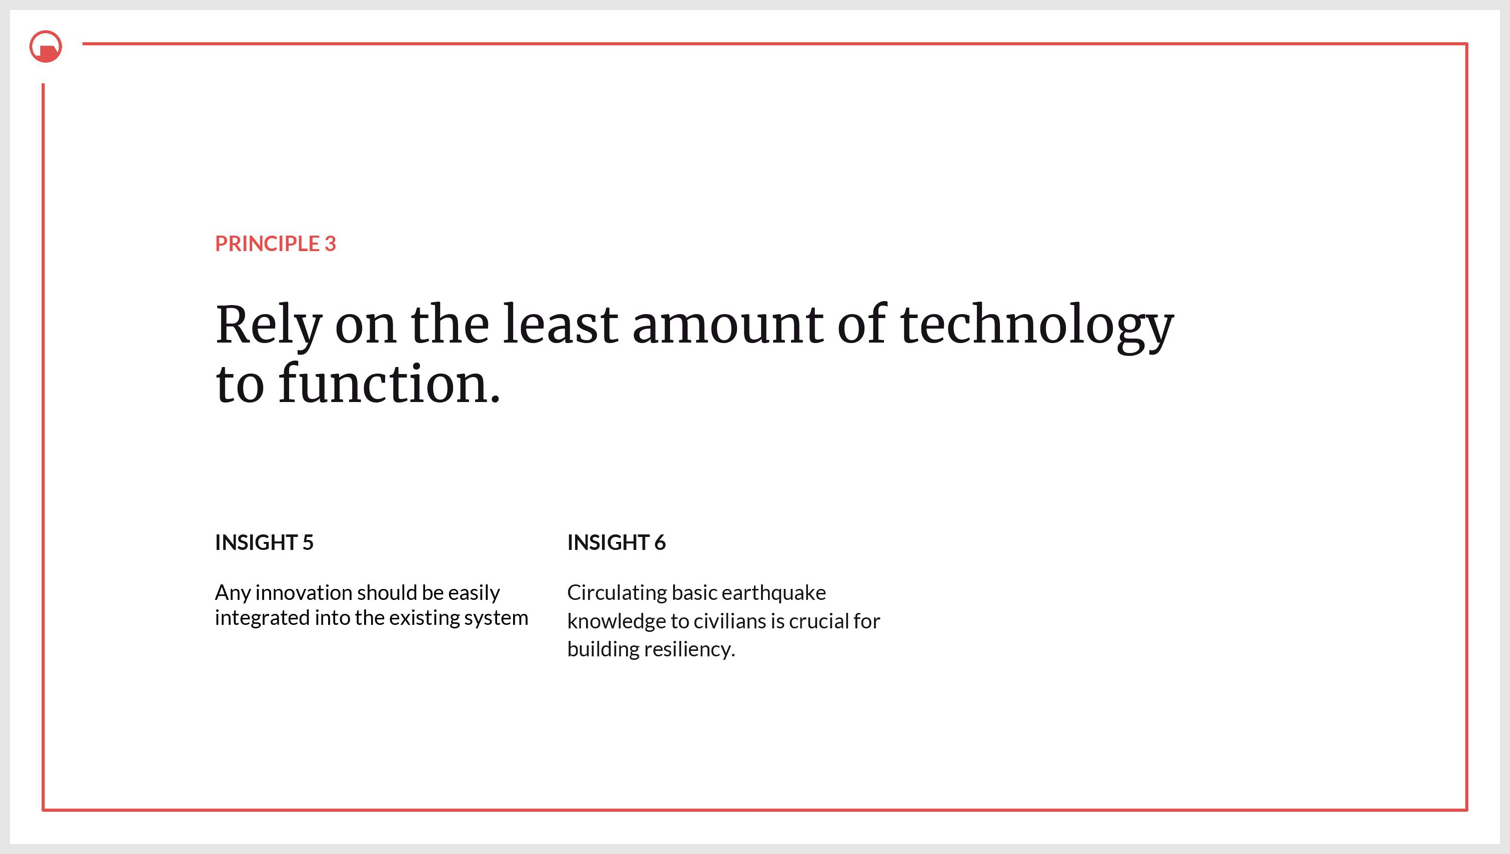 PRINCIPLE 3
Rely on the least amount of technology
to function.
INSIGHT 5
Any innovation should be easily
integrated into the existing system
INSIGHT 6
Circulating basic earthquake
knowledge to civilians is crucial for
building resiliency.